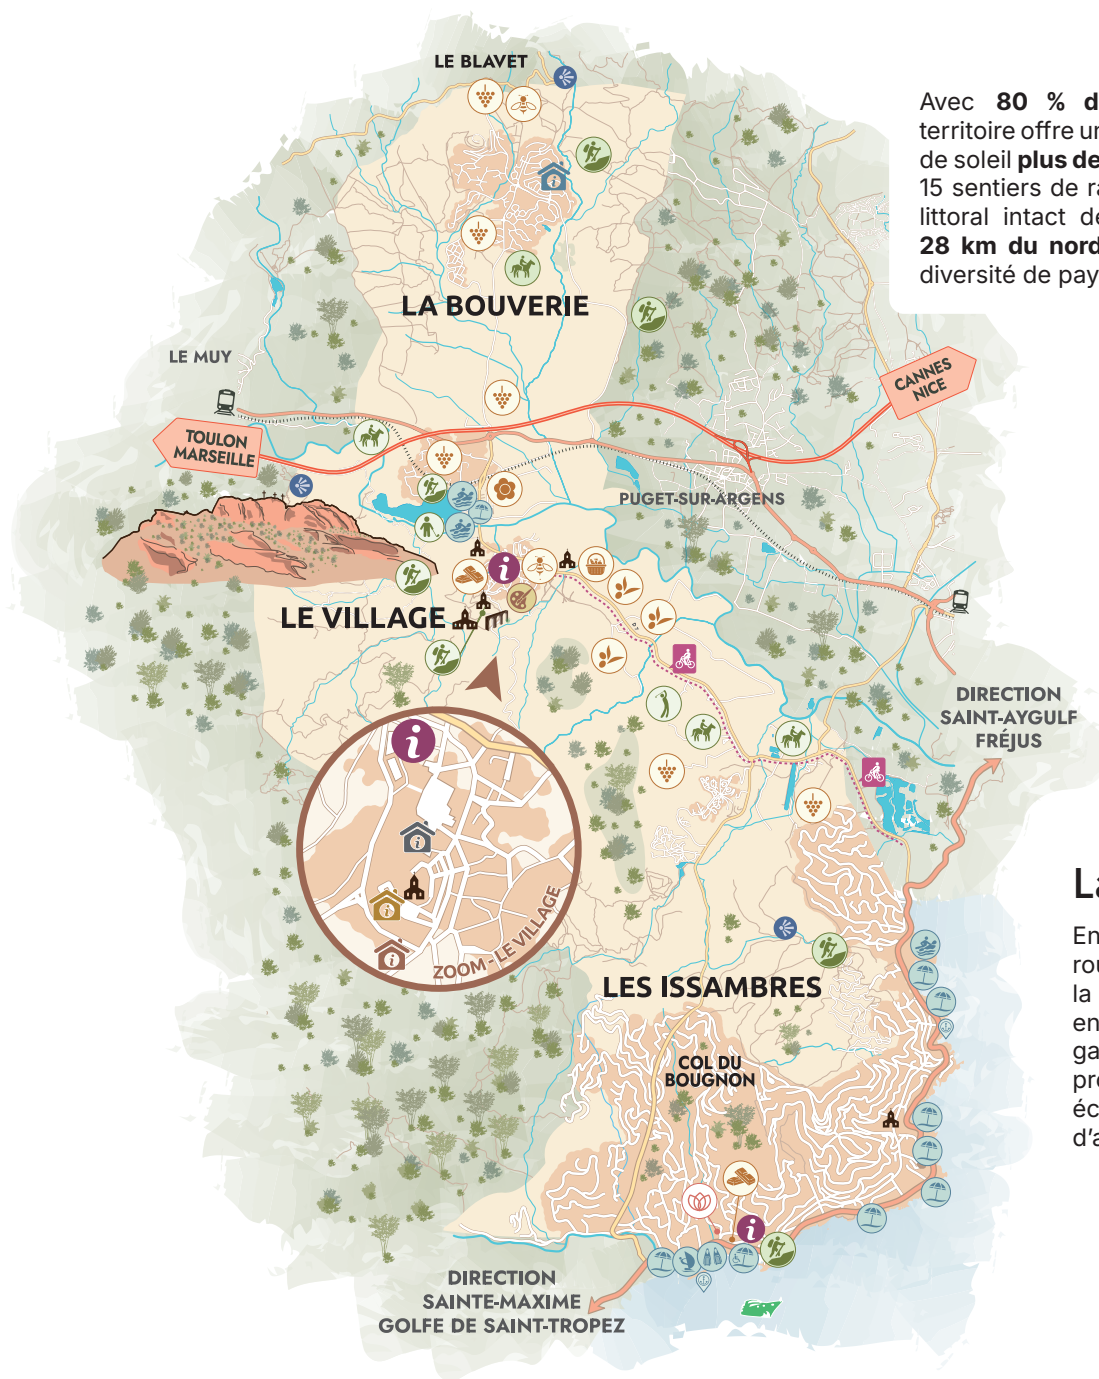 LE BLAVET
Avec 80 % d
territoire offre un
de soleil plus de
15 sentiers de ra
littoral intact de
28 km du nord
diversité de pay
LA BOUVERIE
LE MUY
CANNES
NICE
TOULON
MARSEILLE
PUGET-SUR-ARGENS
LE VILLAGE
D 7
DIRECTION
SAINT-AYGULF
FRÉJUS
ZOOM - LE VILLAGE
La
En
rou
la
en
ga
pro
éc
d'a
LES ISSAMBRES
COL DU
BOUGNON
DIRECTION
SAINTE-MAXIME
GOLFE DE SAINT-TROPEZ